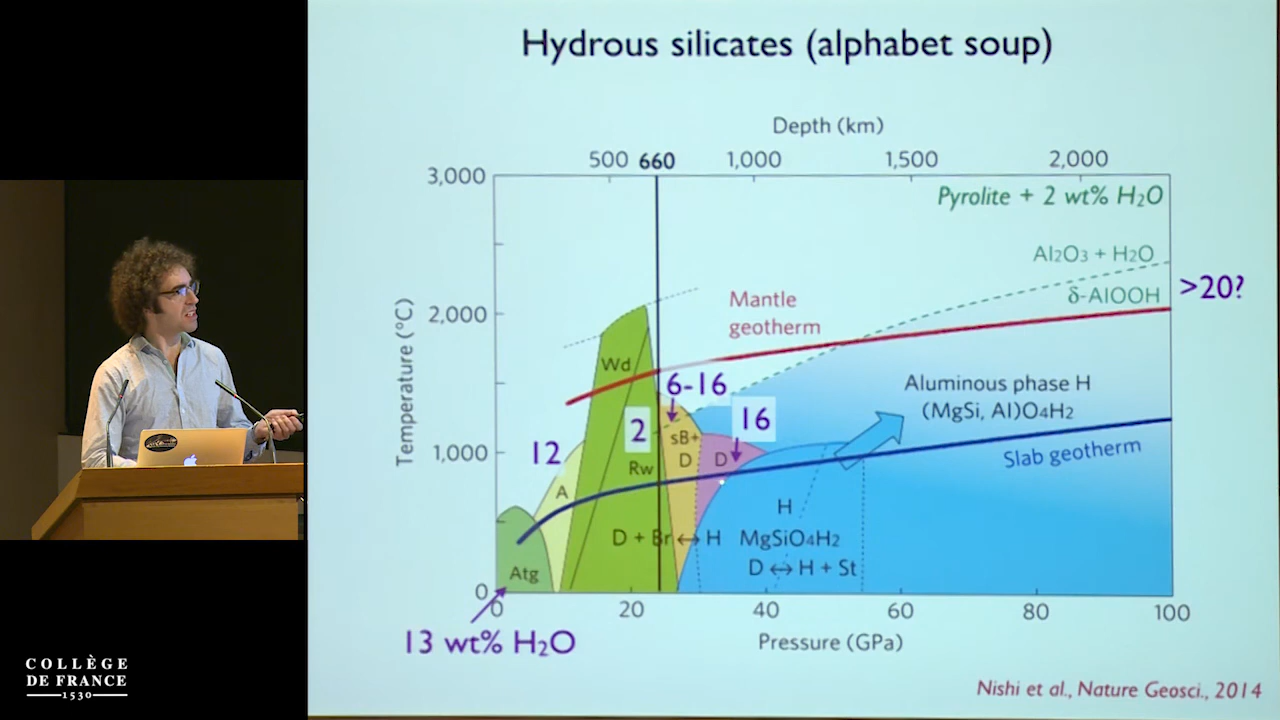 Hydrous silicates (alphabet soup)
Depth (km)
500 660 1,000 1,500 2,000
3,000
Pyrolite + 2 wt% H₂O
Al₂O₃ + H₂O
>20?
δ-AlOOH
2,000
Mantle
geotherm
Temperature (°C)
Wd
6-16
Aluminous phase H
(MgSi, Al)O₄H₂
16
2
12
1,000
sB+
D
D
Slab geotherm
Rw
A
H
D + Br ↔ H
MgSiO₄H₂
D ↔ H + St
Atg
0
0 20 40 60 80 100
13 wt% H₂O
Pressure (GPa)
COLLÈGE
DE FRANCE
1530
Nishi et al., Nature Geosci., 2014